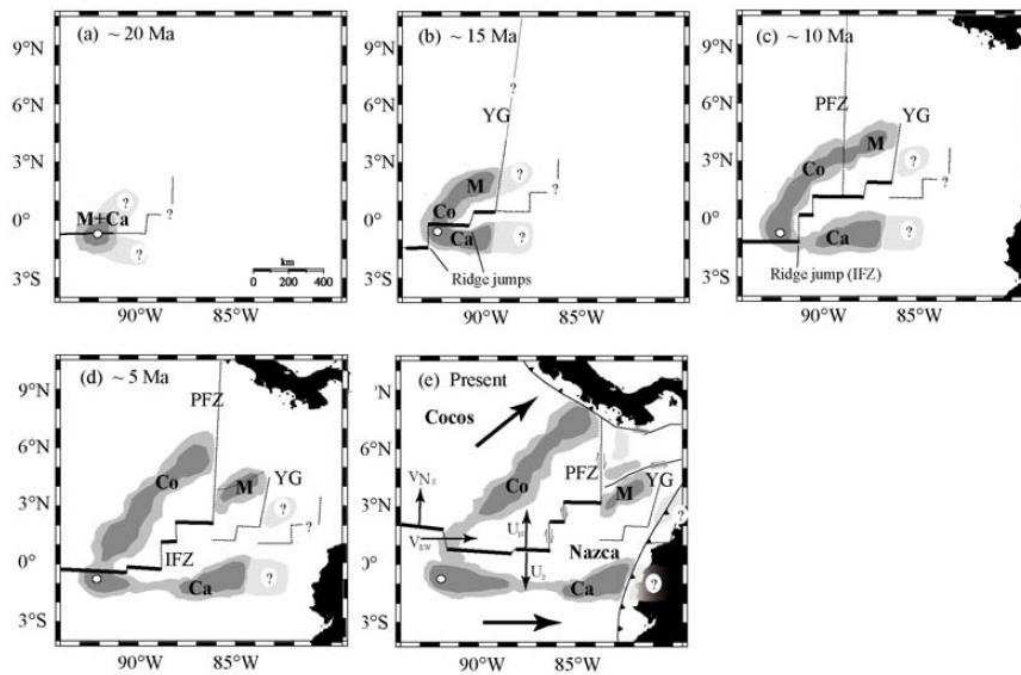 (a) ~ 20 Ma
9°N
6°N
3°N
0°
3°S
M+Ca
?
?
?
km
0 200 400
90°W 85°W
(b) ~ 15 Ma
?
YG
M
?
Co
?
Ca
?
Ridge jumps
90°W 85°W
(c) ~ 10 Ma
9°N
6°N
3°N
0°
3°S
PFZ
YG
M
?
Co
?
Ca
?
Ridge jump (IFZ)
90°W 85°W
(d) ~ 5 Ma
9°N
6°N
3°N
0°
3°S
PFZ
Co
M
YG
?
?
IFZ
Ca
?
90°W 85°W
(e) Present
9°N
6°N
3°N
0°
3°S
Cocos
PFZ
YG
Co
M
?
Nazca
Ca
?
90°W 85°W